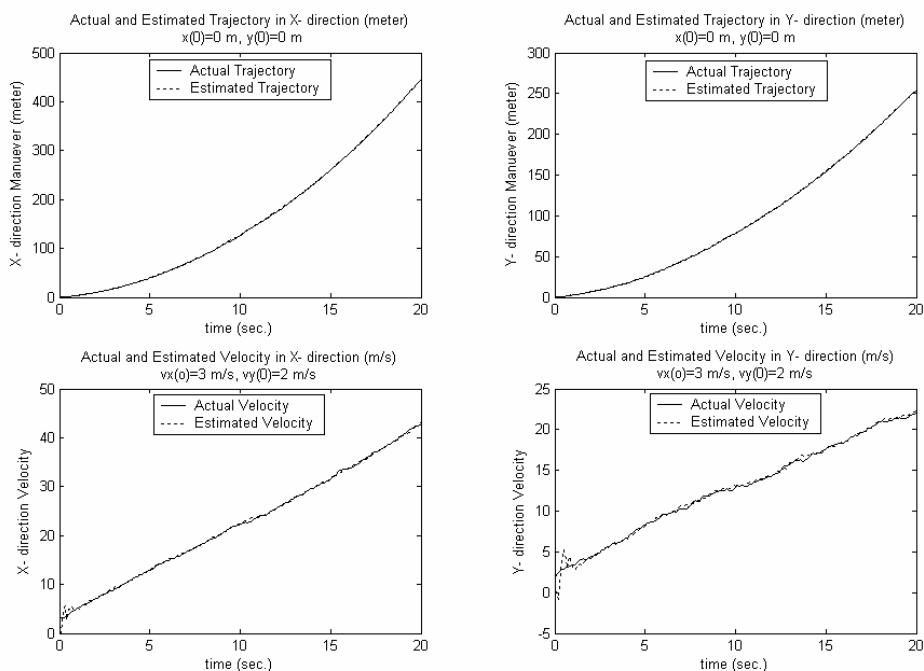 Actual and Estimated Trajectory in X- direction (meter)
x(0)=0 m, y(0)=0 m
500
400
300
200
100
0
X- direction Manuever (meter)
Actual Trajectory
Estimated Trajectory
0 5 10 15 20
time (sec.)
Actual and Estimated Trajectory in Y- direction (meter)
x(0)=0 m, y(0)=0 m
300
250
200
150
100
50
0
Y- direction Manuever (meter)
Actual Trajectory
Estimated Trajectory
0 5 10 15 20
time (sec.)
Actual and Estimated Velocity in X- direction (m/s)
vx(o)=3 m/s, vy(0)=2 m/s
50
40
30
20
10
0
X- direction Velocity
Actual Velocity
Estimated Velocity
0 5 10 15 20
time (sec.)
Actual and Estimated Velocity in Y- direction (m/s)
vx(o)=3 m/s, vy(0)=2 m/s
25
20
15
10
5
0
-5
Y- direction Velocity
Actual Velocity
Estimated Velocity
0 5 10 15 20
time (sec.)